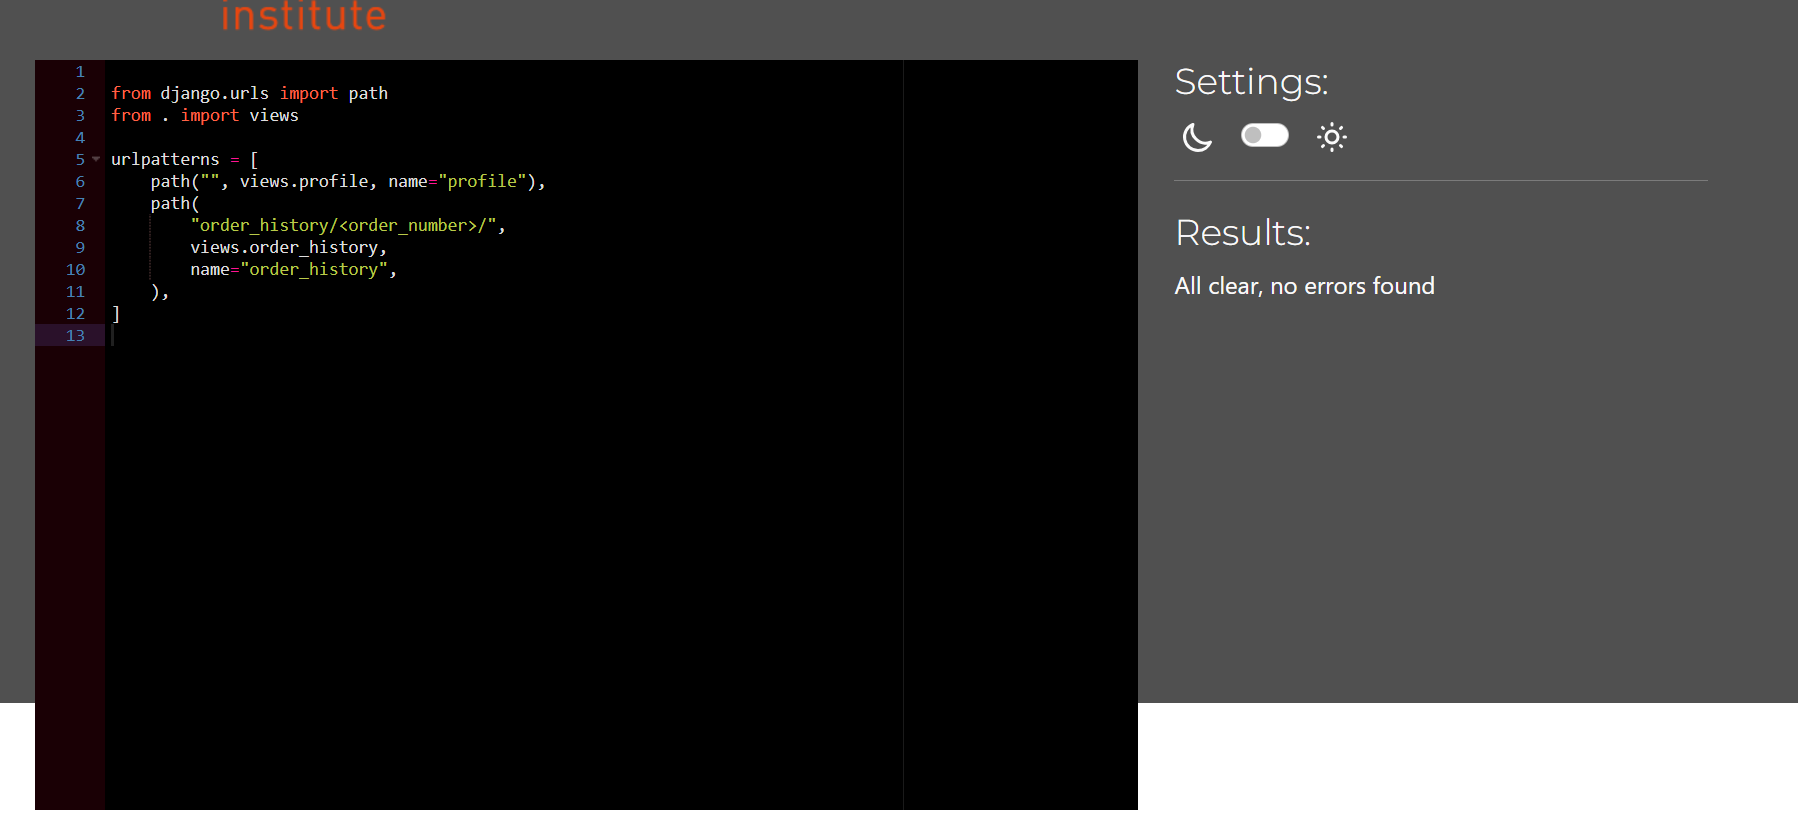 institute
1
2 from django.urls import path
3 from . import views
4
5 urlpatterns = [
6     path("", views.profile, name="profile"),
7     path(
8         "order_history/<order_number>/",
9         views.order_history,
10         name="order_history",
11     ),
12 ]
13
Settings:
Results:
All clear, no errors found